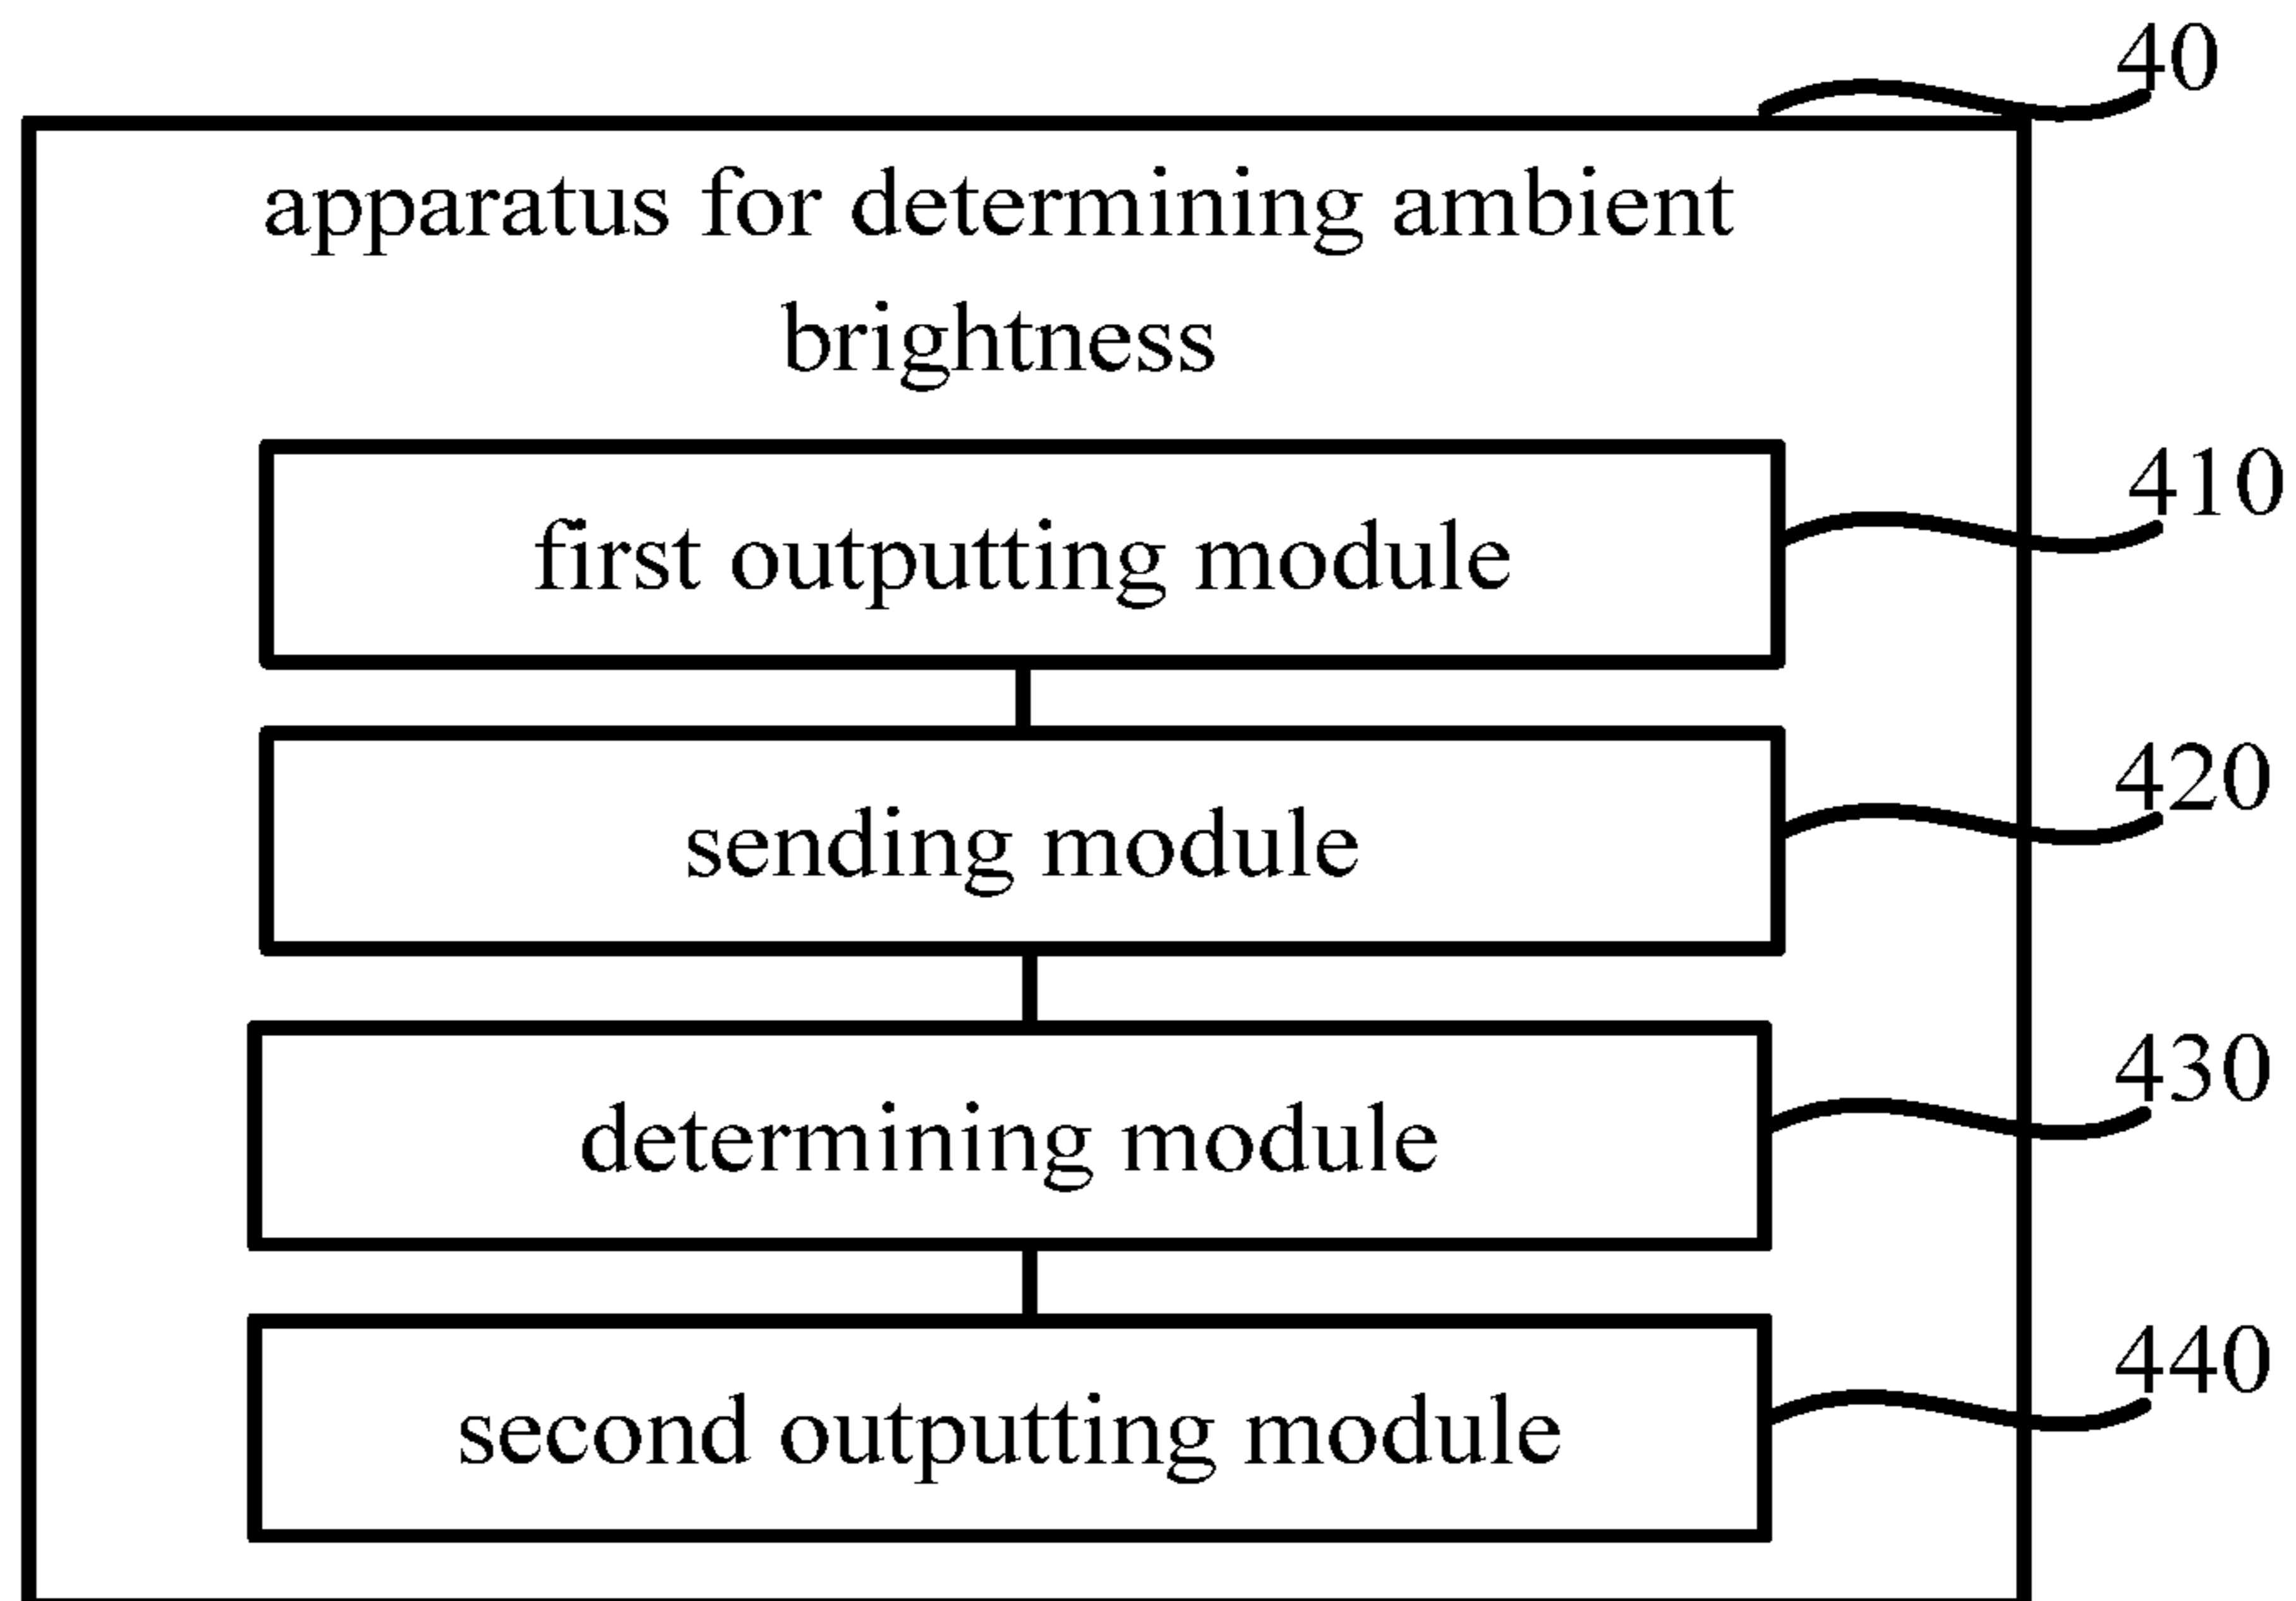 40
apparatus for determining ambient
brightness
410
first outputting module
420
sending module
430
determining module
440
second outputting module